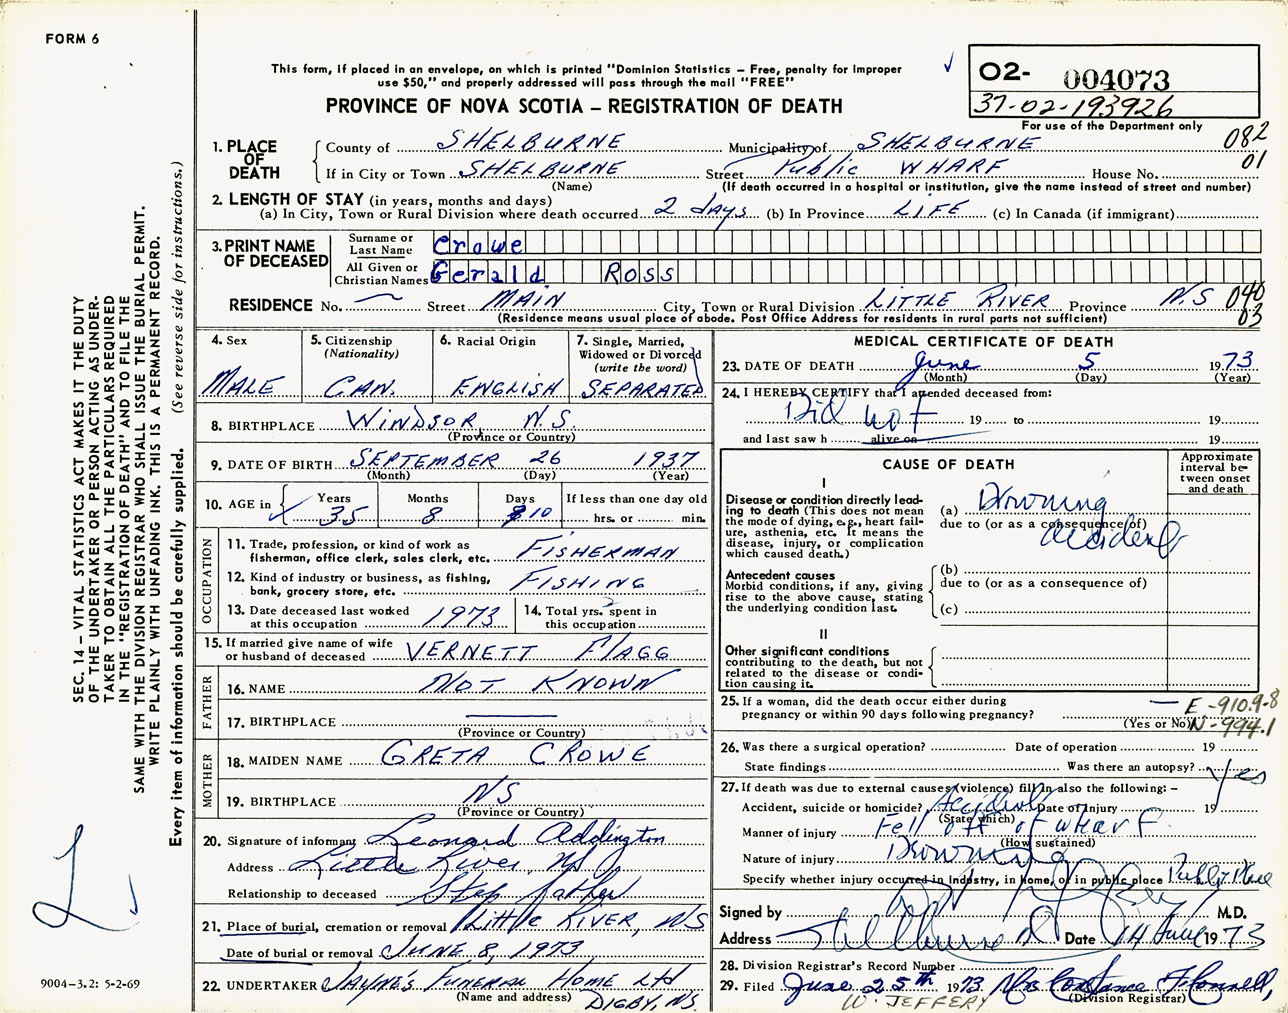 FORM 6
This form, if placed in an envelope, on which is printed "Dominion Statistics – Free, penalty for improper
use $50," and properly addressed will pass through the mail "FREE"
PROVINCE OF NOVA SCOTIA – REGISTRATION OF DEATH
02- 004073
37-02-193926
For use of the Department only
082
01
1. PLACE OF DEATH
County of SHELBURNE Municipality of SHELBURNE
If in City or Town SHELBURNE Street Public WHARF House No.
(Name) (If death occurred in a hospital or institution, give the name instead of street and number)
2. LENGTH OF STAY (in years, months and days)
(a) In City, Town or Rural Division where death occurred 2 days (b) In Province LIFE (c) In Canada (if immigrant)
3. PRINT NAME OF DECEASED
Surname or Last Name Crowe
All Given or Christian Names Gerald Ross
RESIDENCE No. — Street MAIN City, Town or Rural Division LITTLE RIVER Province N.S 040
03
(Residence means usual place of abode. Post Office Address for residents in rural parts not sufficient)
4. Sex MALE
5. Citizenship (Nationality) CAN.
6. Racial Origin ENGLISH
7. Single, Married, Widowed or Divorced (write the word) SEPARATED
8. BIRTHPLACE WINDSOR N.S.
(Province or Country)
9. DATE OF BIRTH SEPTEMBER 26 1937
(Month) (Day) (Year)
10. AGE in Years 35 Months 8 Days 10 If less than one day old hrs. or min.
OCCUPATION
11. Trade, profession, or kind of work as fisherman, office clerk, sales clerk, etc. FISHERMAN
12. Kind of industry or business, as fishing, bank, grocery store, etc. FISHING
13. Date deceased last worked at this occupation 1973
14. Total yrs. spent in this occupation ?
15. If married give name of wife or husband of deceased VERNETT FLAGG
FATHER
16. NAME NOT KNOWN
17. BIRTHPLACE —
(Province or Country)
MOTHER
18. MAIDEN NAME GRETA CROWE
19. BIRTHPLACE NS
(Province or Country)
20. Signature of informant Leonard Addington
Address Little River, NS
Relationship to deceased Step father
21. Place of burial, cremation or removal Little RIVER, NS
Date of burial or removal JUNE 8, 1973
22. UNDERTAKER JAYNE'S FUNERAL HOME LTD
(Name and address) DIGBY, NS.
MEDICAL CERTIFICATE OF DEATH
23. DATE OF DEATH June 5 1973
(Month) (Day) (Year)
24. I HEREBY CERTIFY that I attended deceased from:
Did not 19 to 19
and last saw h alive on 19
CAUSE OF DEATH
Approximate interval between onset and death
I
Disease or condition directly leading to death (This does not mean the mode of dying, e.g., heart failure, asthenia, etc. It means the disease, injury, or complication which caused death.)
(a) Drowning
due to (or as a consequence of)
accident
Antecedent causes
Morbid conditions, if any, giving rise to the above cause, stating the underlying condition last.
(b)
due to (or as a consequence of)
(c)
II
Other significant conditions
contributing to the death, but not related to the disease or condition causing it.
25. If a woman, did the death occur either during pregnancy or within 90 days following pregnancy? —
(Yes or No)
E-910.9-8
N-994.1
26. Was there a surgical operation? Date of operation 19
State findings Was there an autopsy? Yes
27. If death was due to external causes (violence) fill in also the following: –
Accident, suicide or homicide? Accident Date of injury 19
(State which)
Manner of injury Fell off of wharf
(How sustained)
Nature of injury Drowning
Specify whether injury occurred in Industry, in home, or in public place Public Place
Signed by M.D.
Address Shelburne Date 14 June 1973
28. Division Registrar's Record Number
29. Filed June 25th 1973 Mrs Constance
(Division Registrar)
W. JEFFERY
SEC. 14 – VITAL STATISTICS ACT MAKES IT THE DUTY
OF THE UNDERTAKER OR PERSON ACTING AS UNDER-
TAKER TO OBTAIN ALL THE PARTICULARS REQUIRED
IN THE "REGISTRATION OF DEATH" AND TO FILE THE
SAME WITH THE DIVISION REGISTRAR WHO SHALL ISSUE THE BURIAL PERMIT.
WRITE PLAINLY WITH UNFADING INK. THIS IS A PERMANENT RECORD.
Every item of information should be carefully supplied. (See reverse side for instructions.)
9004–3.2: 5-2-69